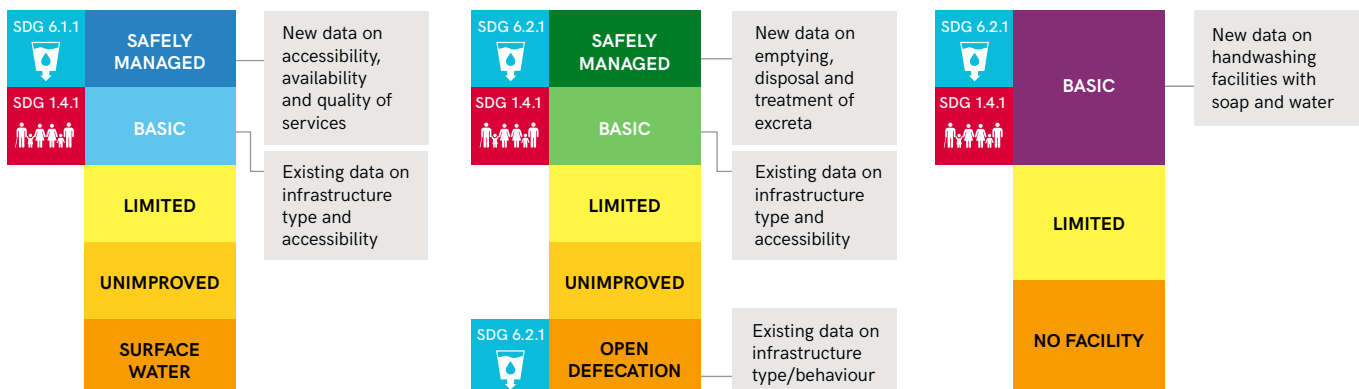 SDG 6.1.1
SAFELY
MANAGED
New data on
accessibility,
availability
and quality of
services
SDG 1.4.1
BASIC
Existing data on
infrastructure
type and
accessibility
LIMITED
UNIMPROVED
SURFACE
WATER
SDG 6.2.1
SAFELY
MANAGED
New data on
emptying,
disposal and
treatment of
excreta
SDG 1.4.1
BASIC
Existing data on
infrastructure
type and
accessibility
LIMITED
UNIMPROVED
SDG 6.2.1
OPEN
DEFECATION
Existing data on
infrastructure
type/behaviour
SDG 6.2.1
SDG 1.4.1
BASIC
New data on
handwashing
facilities with
soap and water
LIMITED
NO FACILITY